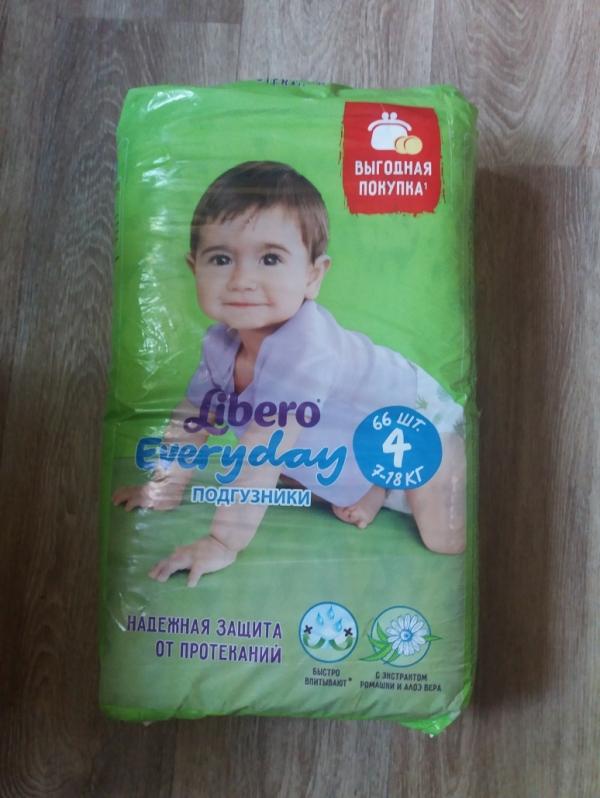 ВЫГОДНАЯ
ПОКУПКА¹
Libero®
Everyday
ПОДГУЗНИКИ
66 ШТ.
4
7-18 КГ
НАДЕЖНАЯ ЗАЩИТА
ОТ ПРОТЕКАНИЙ
БЫСТРО
ВПИТЫВАЮТ*
С ЭКСТРАКТОМ
РОМАШКИ И АЛОЭ ВЕРА